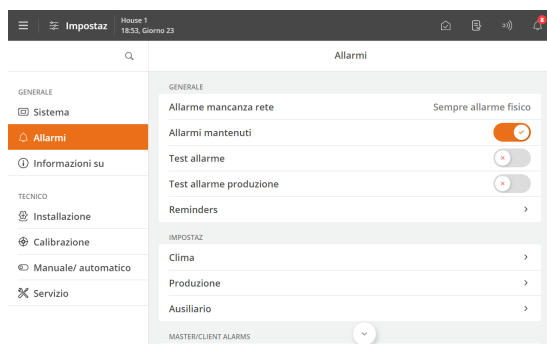 Impostaz
House 1
18:53, Giorno 23
8
Allarmi
GENERALE
Sistema
Allarmi
Informazioni su
TECNICO
Installazione
Calibrazione
Manuale/ automatico
Servizio
GENERALE
Allarme mancanza rete Sempre allarme fisico
Allarmi mantenuti
Test allarme
Test allarme produzione
Reminders
IMPOSTAZ
Clima
Produzione
Ausiliario
MASTER/CLIENT ALARMS